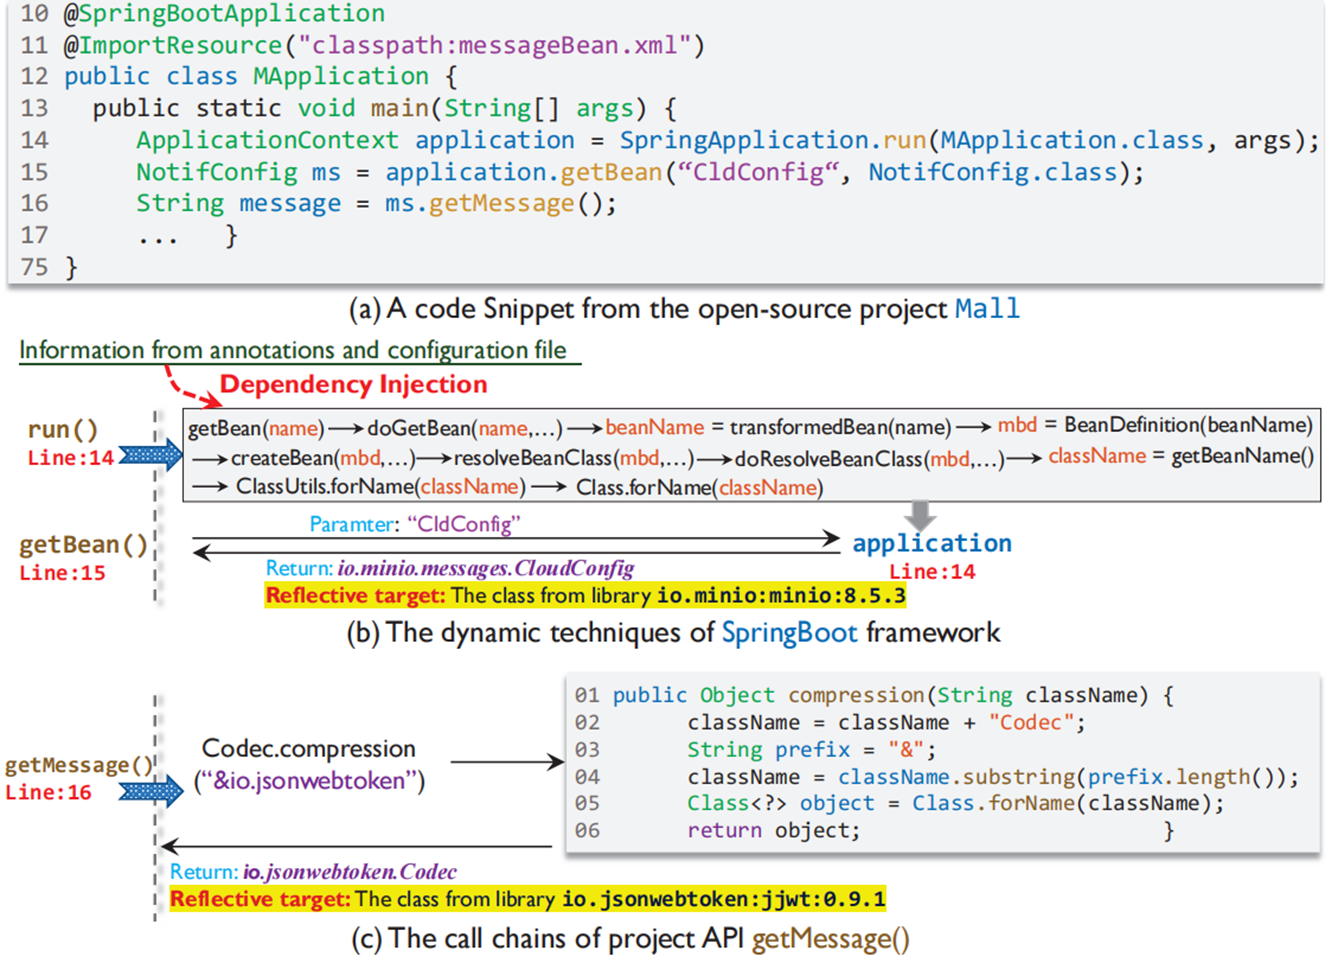 10 @SpringBootApplication
11 @ImportResource("classpath:messageBean.xml")
12 public class MApplication {
13 public static void main(String[] args) {
14 ApplicationContext application = SpringApplication.run(MApplication.class, args);
15 NotifConfig ms = application.getBean(“CldConfig“, NotifConfig.class);
16 String message = ms.getMessage();
17 ... }
75 }
(a) A code Snippet from the open-source project Mall
Information from annotations and configuration file
Dependency Injection
run()
Line:14
getBean(name)→doGetBean(name,...)→beanName = transformedBean(name)→ mbd = BeanDefinition(beanName)
→createBean(mbd,...)→resolveBeanClass(mbd,...)→doResolveBeanClass(mbd,...)→ className = getBeanName()
→ ClassUtils.forName(className) → Class.forName(className)
Paramter: “CldConfig”
getBean()
Line:15
application
Line:14
Return: io.minio.messages.CloudConfig
Reflective target: The class from library io.minio:minio:8.5.3
(b) The dynamic techniques of SpringBoot framework
getMessage()
Line:16
Codec.compression
(“&io.jsonwebtoken”)
01 public Object compression(String className) {
02 className = className + "Codec";
03 String prefix = "&";
04 className = className.substring(prefix.length());
05 Class<?> object = Class.forName(className);
06 return object; }
Return: io.jsonwebtoken.Codec
Reflective target: The class from library io.jsonwebtoken:jjwt:0.9.1
(c) The call chains of project API getMessage()